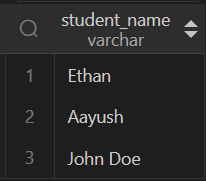 student_name
varchar
1 Ethan
2 Aayush
3 John Doe